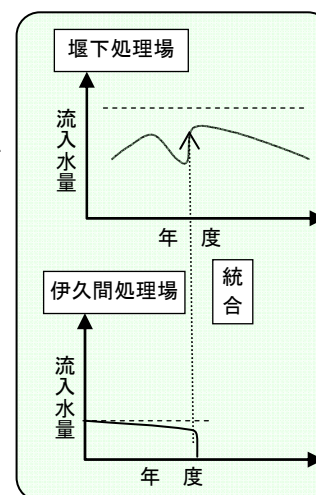 堰下処理場
流入水量
年 度
統合
伊久間処理場
流入水量
年 度